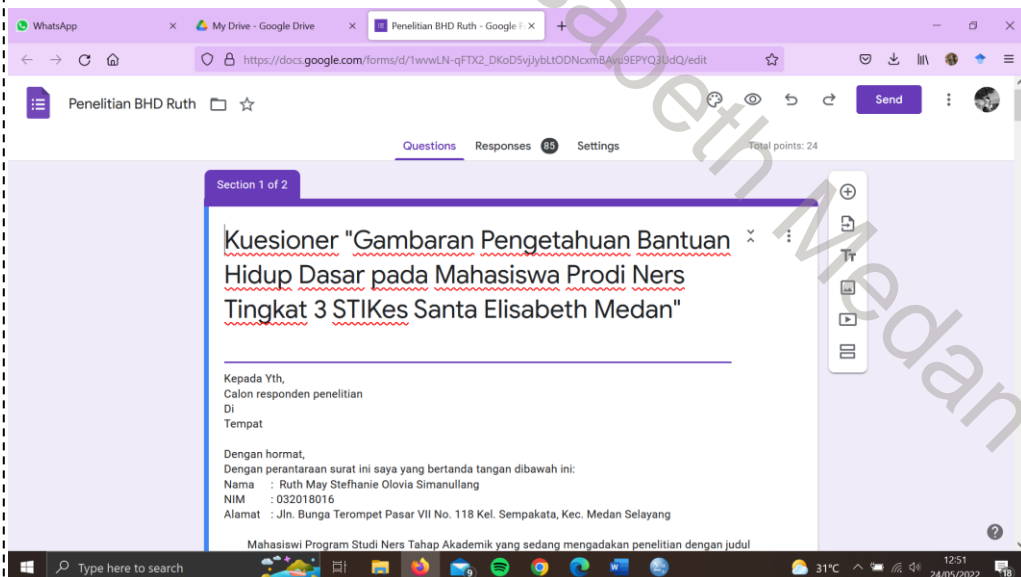 WhatsApp
My Drive - Google Drive
Penelitian BHD Ruth - Google F
https://docs.google.com/forms/d/1wwwLN-qFTX2_DKoD5vjJybLtODNcxmBAvu9EPYQ3UdQ/edit
Penelitian BHD Ruth
Send
Questions Responses 85 Settings
Total points: 24
Section 1 of 2
Kuesioner "Gambaran Pengetahuan Bantuan
Hidup Dasar pada Mahasiswa Prodi Ners
Tingkat 3 STIKes Santa Elisabeth Medan"
Tт
Kepada Yth,
Calon responden penelitian
Di
Tempat
Dengan hormat,
Dengan perantaraan surat ini saya yang bertanda tangan dibawah ini:
Nama : Ruth May Stefhanie Olovia Simanullang
NIM : 032018016
Alamat : Jln. Bunga Terompet Pasar VII No. 118 Kel. Sempakata, Kec. Medan Selayang
Mahasiswi Program Studi Ners Tahap Akademik yang sedang mengadakan penelitian dengan judul
Type here to search
31°C
12:51
24/05/2022
18
abeth Medan